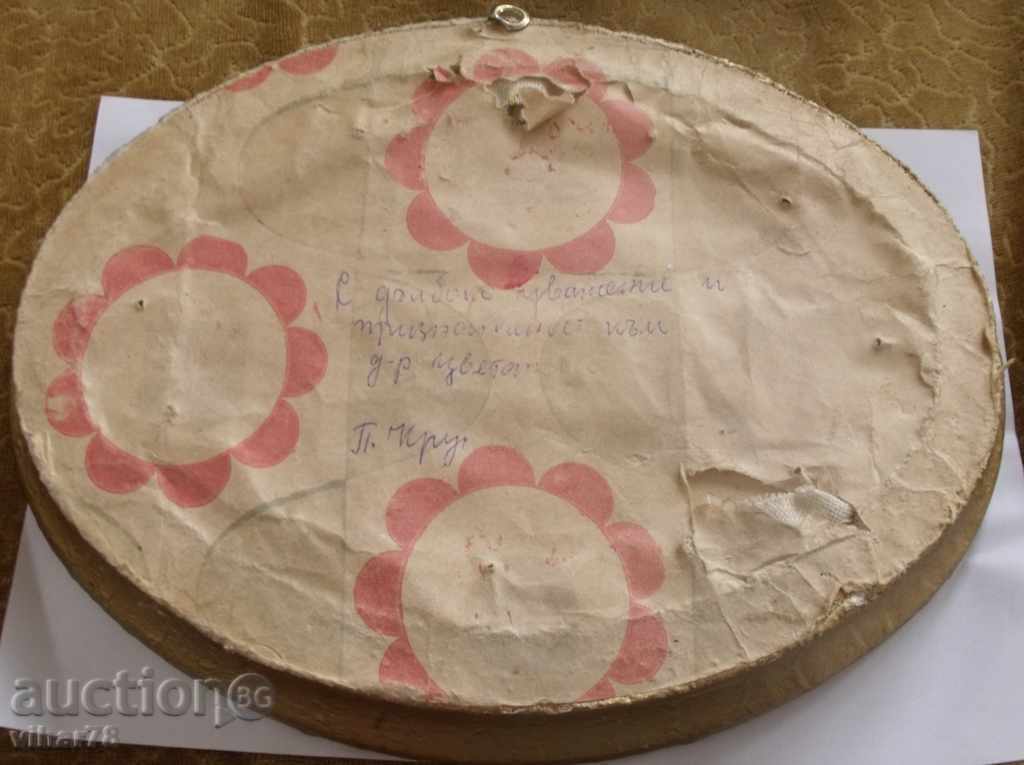 С дълбоко уважение и
признателност към
д-р Цветан
П. Кру.
auction BG
vihar78